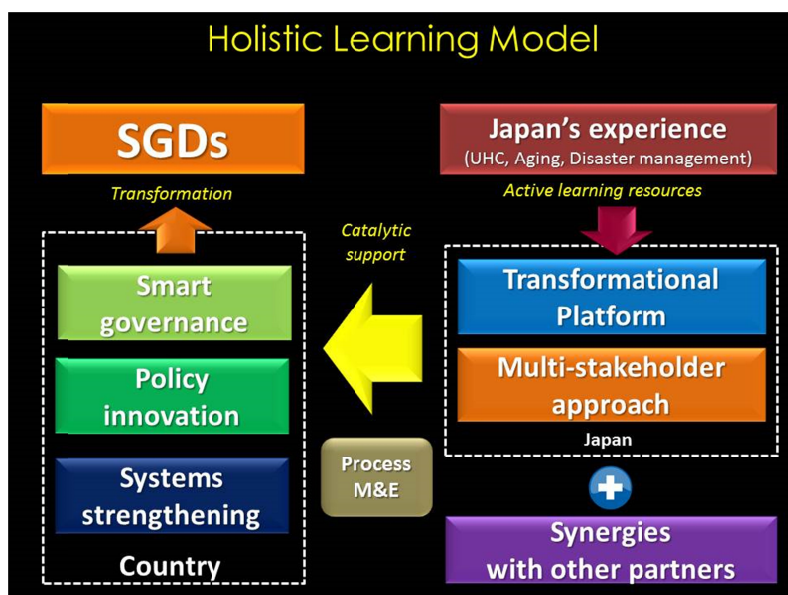 Holistic Learning Model
SGDs
Transformation
Smart
governance
Policy
innovation
Systems
strengthening
Country
Catalytic
support
Process
M&E
Japan's experience
(UHC, Aging, Disaster management)
Active learning resources
Transformational
Platform
Multi-stakeholder
approach
Japan
Synergies
with other partners